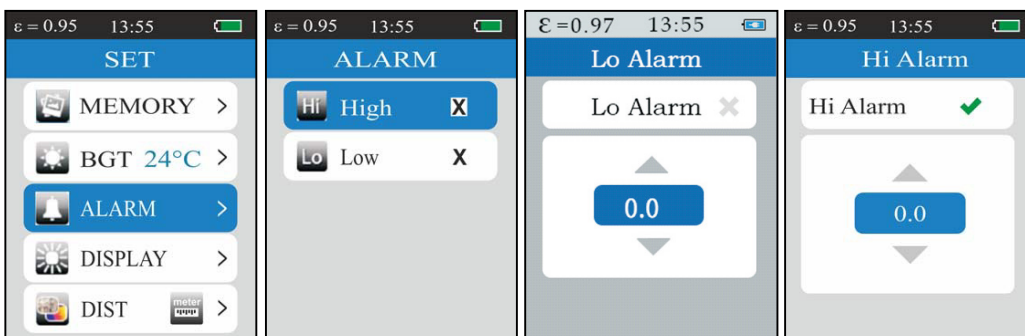 ε = 0.95 13:55
SET
MEMORY >
BGT 24°C >
ALARM >
DISPLAY >
DIST meter >
ε = 0.95 13:55
ALARM
Hi High X
Lo Low X
ε =0.97 13:55
Lo Alarm
Lo Alarm
0.0
ε = 0.95 13:55
Hi Alarm
Hi Alarm
0.0